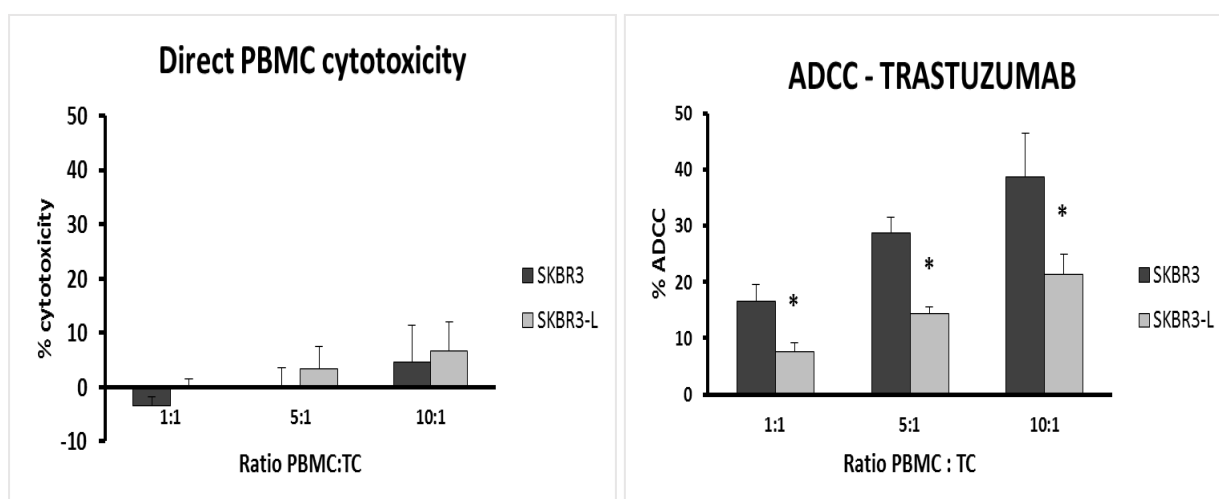 Direct PBMC cytotoxicity
50
40
30
20
10
0
-10
% cytotoxicity
1:1 5:1 10:1
Ratio PBMC:TC
SKBR3
SKBR3-L
ADCC - TRASTUZUMAB
50
40
30
20
10
0
% ADCC
* * *
1:1 5:1 10:1
Ratio PBMC : TC
SKBR3
SKBR3-L